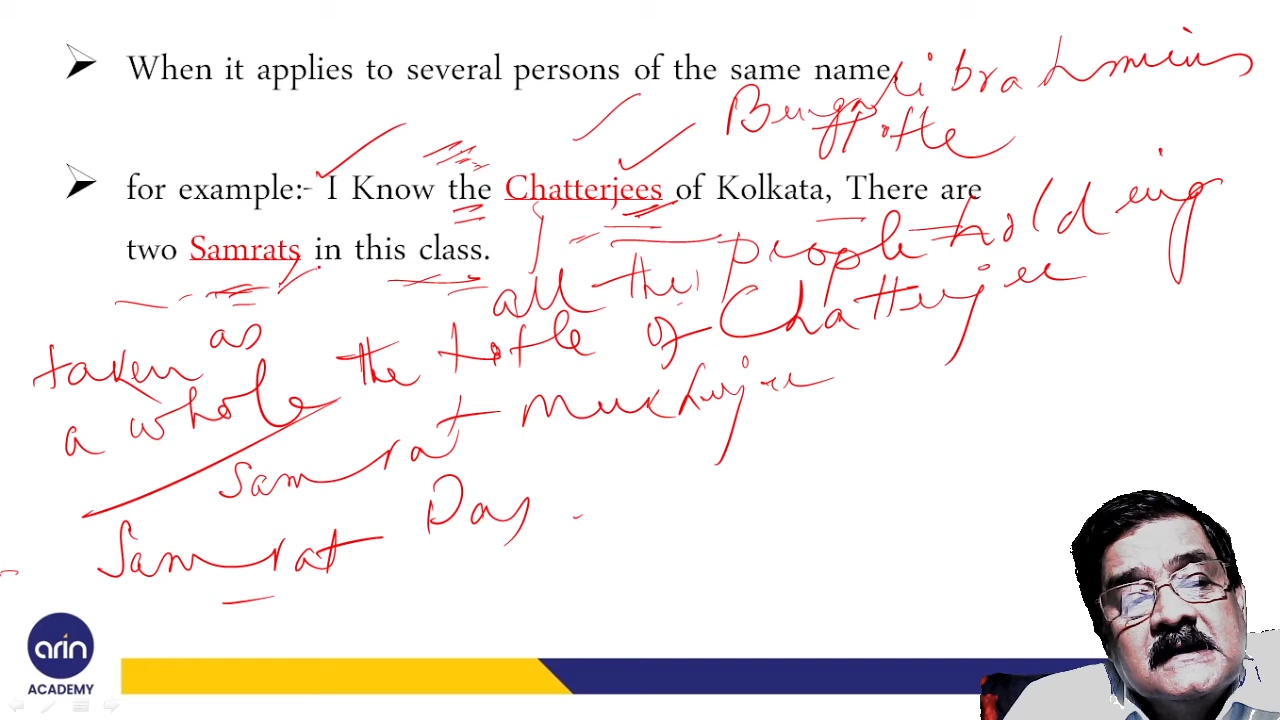 When it applies to several persons of the same name.
Bengali brahmins
title
for example:- I Know the Chatterjees of Kolkata, There are
two Samrats in this class.
all the people holding
the title of Chatterjee
taken as
a whole
Samrat Mukherjee
Samrat Das
arin
ACADEMY